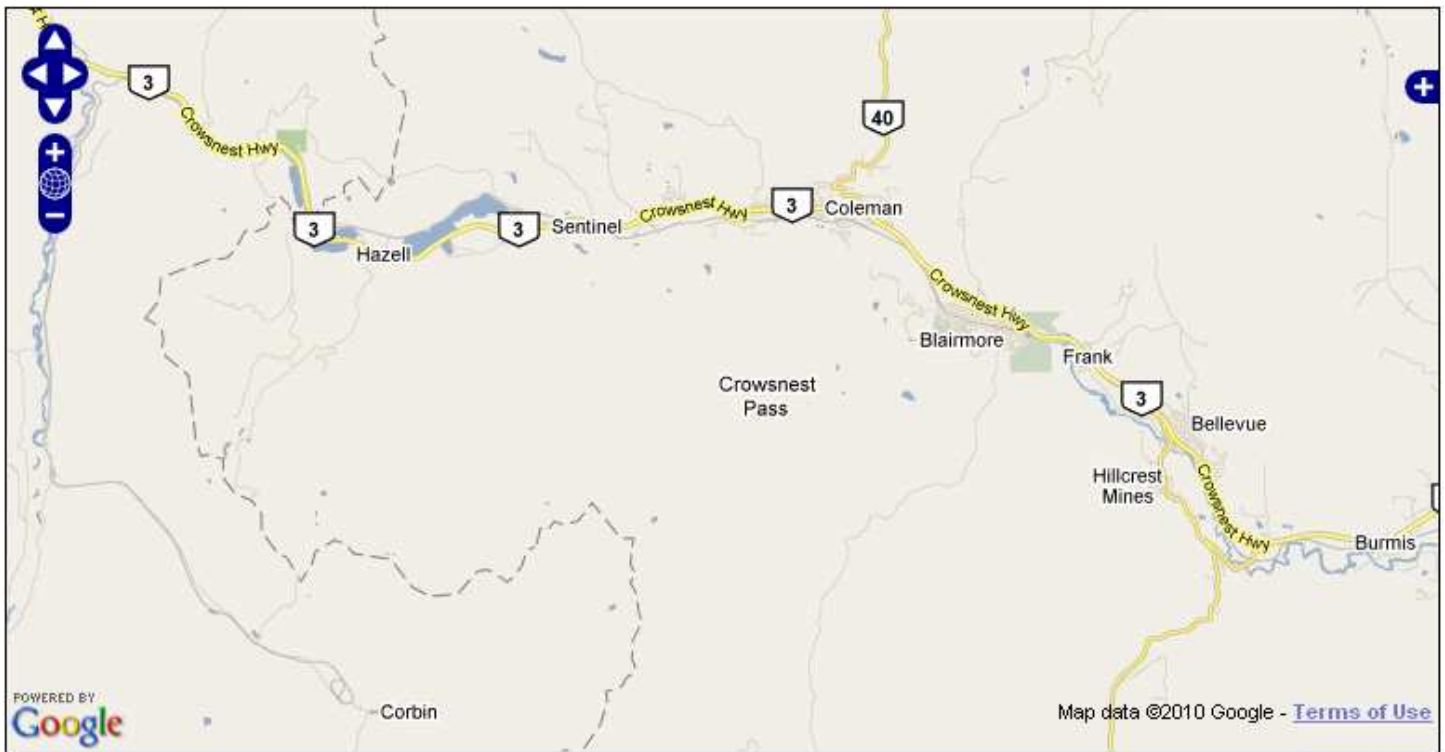 3
Crowsnest Hwy
40
3
Hazell
3
Sentinel
Crowsnest Hwy
3
Coleman
Crowsnest Hwy
Blairmore
Frank
Crowsnest
Pass
3
Bellevue
Hillcrest
Mines
Crowsnest Hwy
Burmis
Corbin
POWERED BY
Google
Map data ©2010 Google - Terms of Use